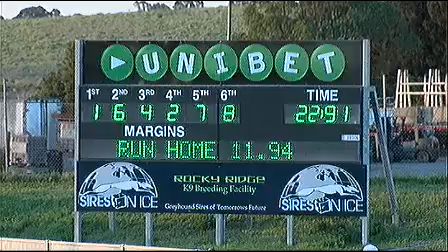 UNIBET
1ST 2ND 3RD 4TH 5TH 6TH TIME
1 6 4 2 7 8 22.91
MARGINS
RUN HOME 11.94
ROCKY RIDGE
K9 Breeding Facility
SIRES ON ICE SIRES ON ICE
Greyhound Sires of Tomorrows Future